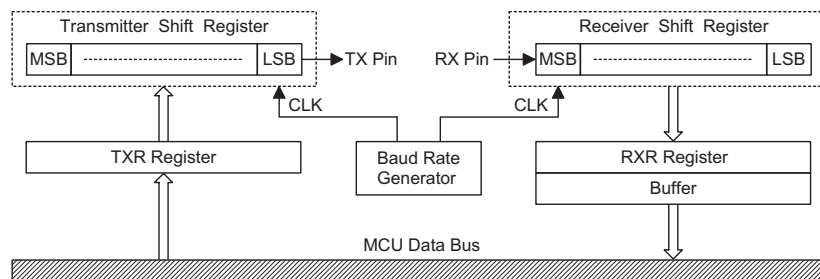 Transmitter Shift Register
Receiver Shift Register
MSB
LSB
TX Pin
RX Pin
MSB
LSB
CLK
CLK
TXR Register
Baud Rate
Generator
RXR Register
Buffer
MCU Data Bus